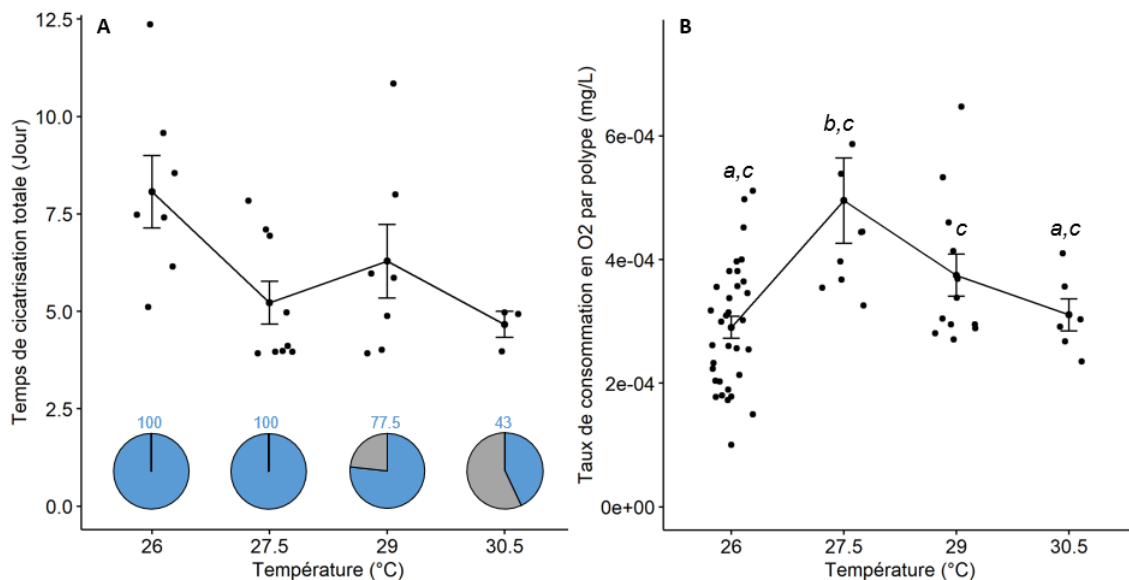 A
Temps de cicatrisation totale (Jour)
12.5
10.0
7.5
5.0
2.5
0.0
100
100
77.5
43
26
27.5
29
30.5
Température (°C)
B
Taux de consommation en O2 par polype (mg/L)
6e-04
4e-04
2e-04
0e+00
a,c
b,c
c
a,c
26
27.5
29
30.5
Température (°C)